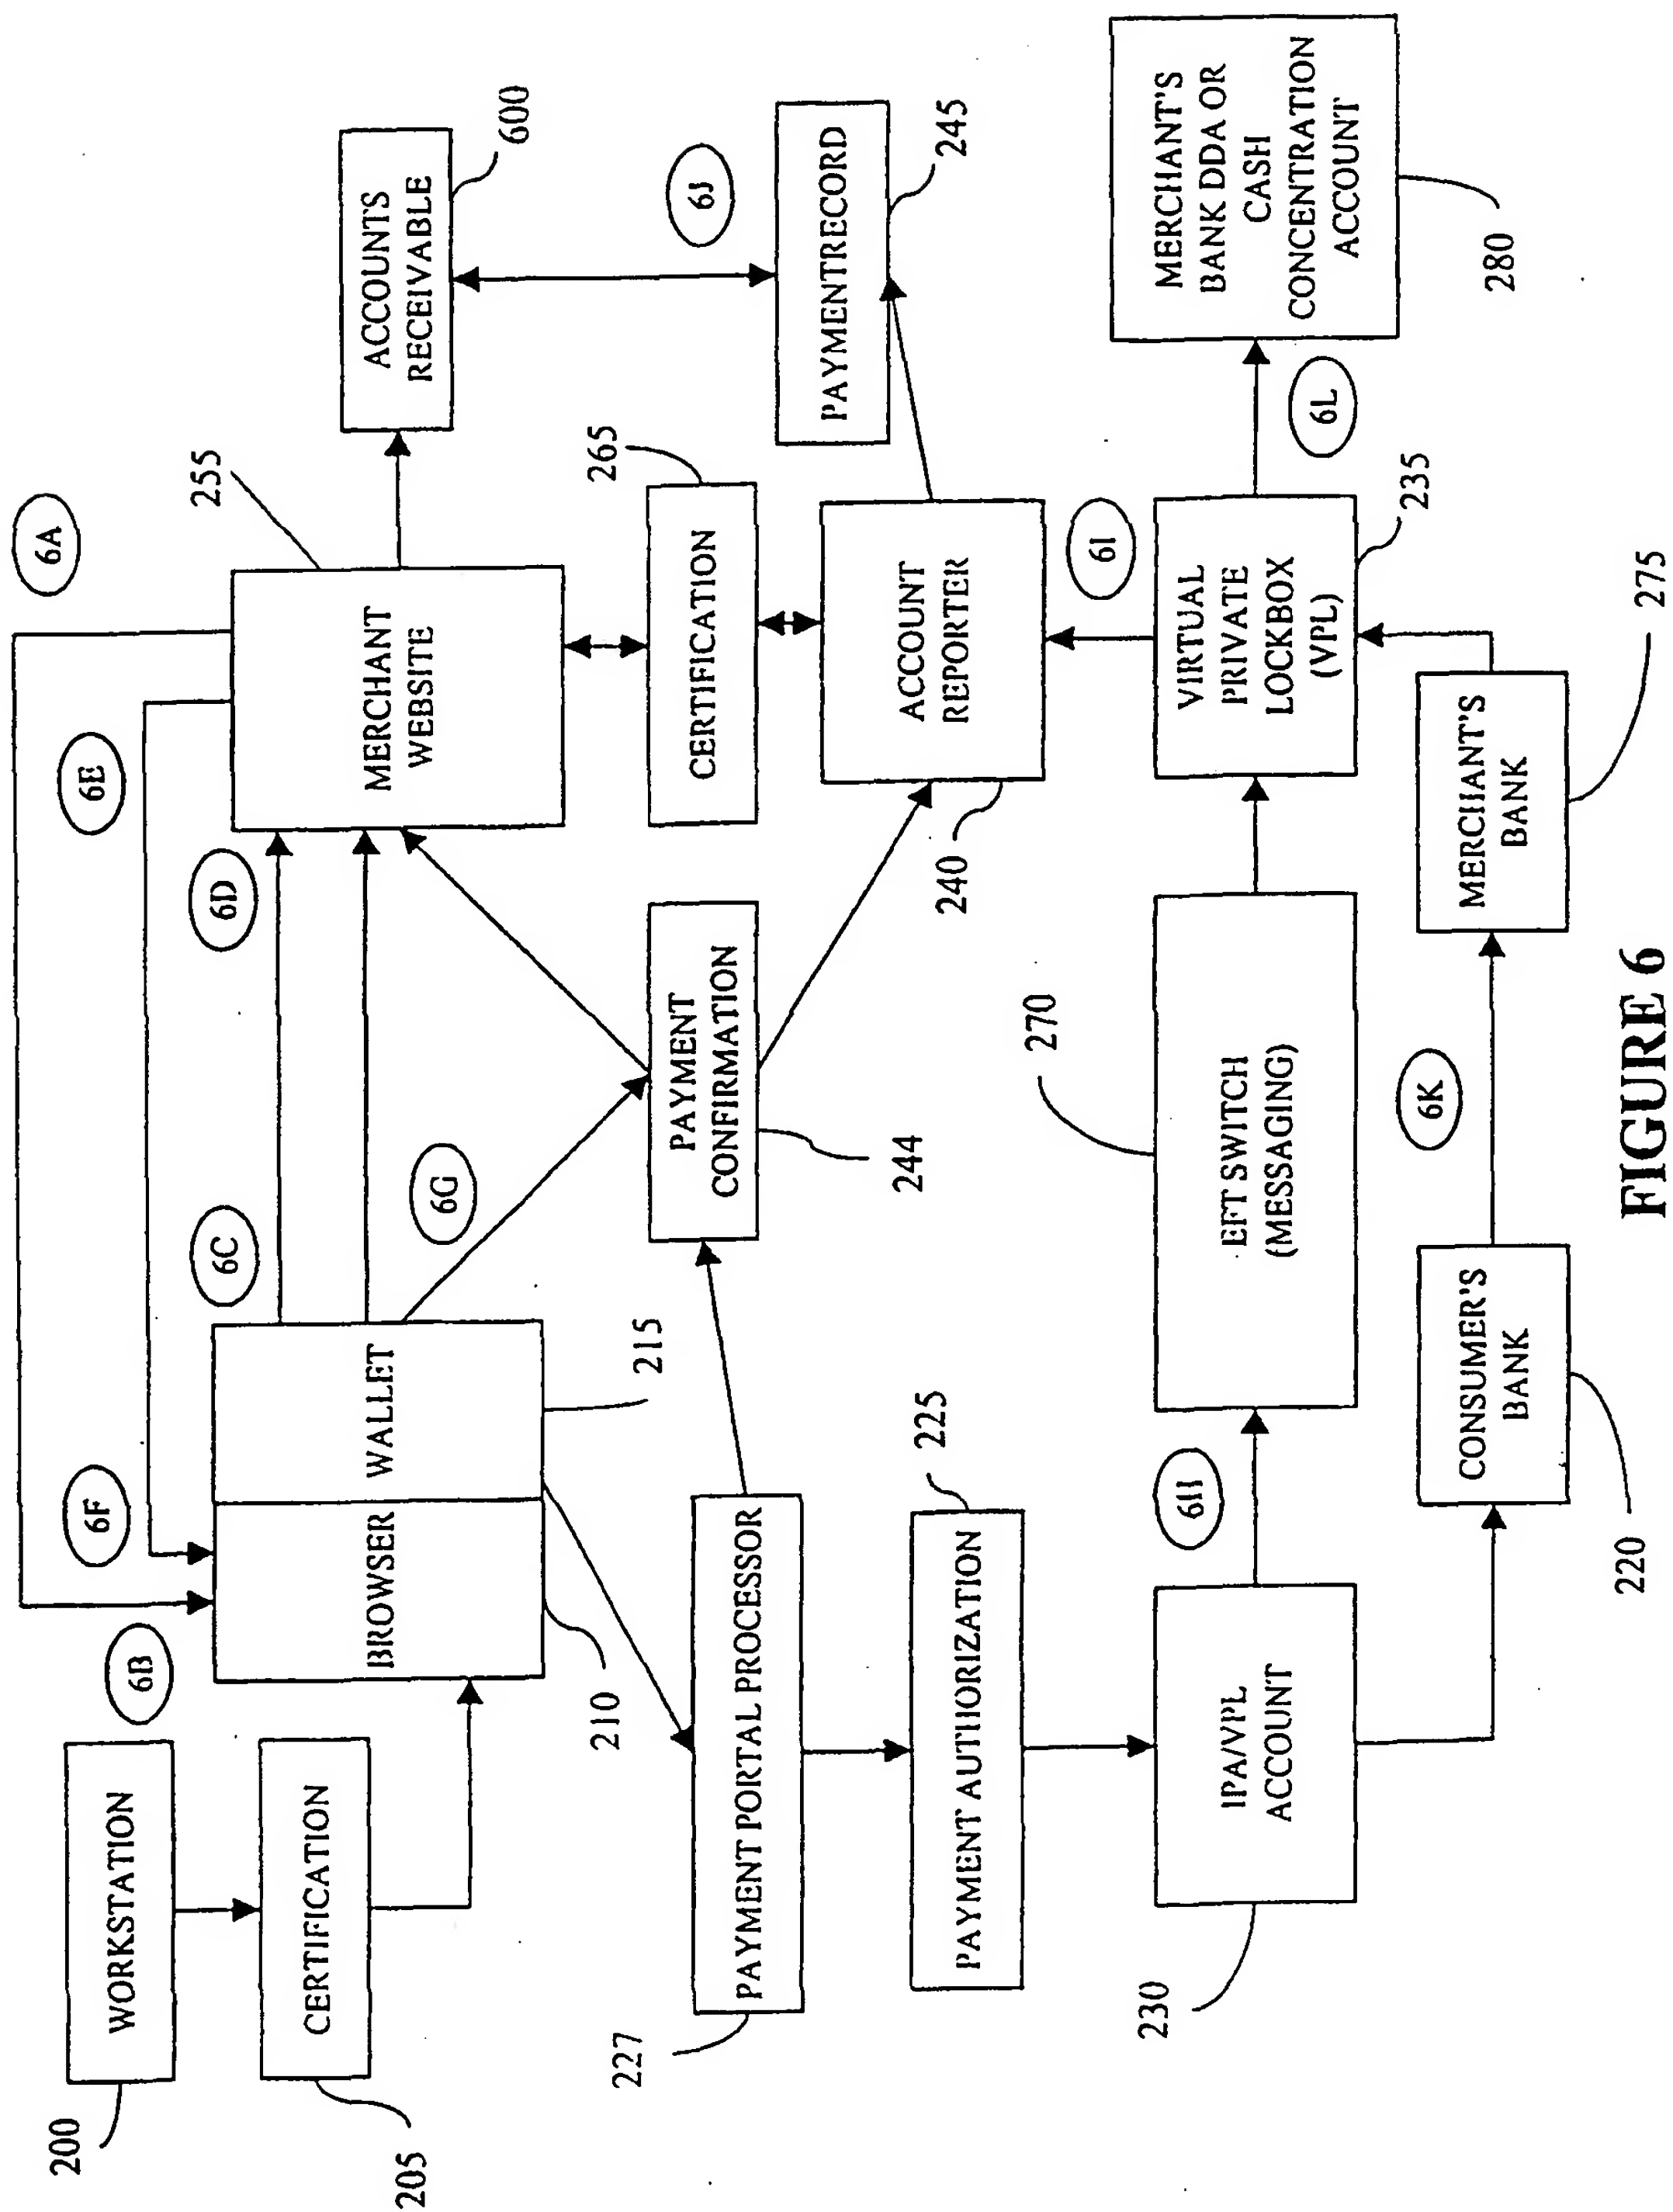 6A
6F
6E
6B
6C
6D
200
WORKSTATION
205
CERTIFICATION
BROWSER
WALLET
210
215
MERCHANT
WEBSITE
255
ACCOUNTS
RECEIVABLE
600
6G
6J
227
PAYMENT PORTAL PROCESSOR
PAYMENT
CONFIRMATION
244
CERTIFICATION
265
PAYMENTRECORD
245
PAYMENT AUTHORIZATION
225
ACCOUNT
REPORTER
240
6I
230
IPA/VPL
ACCOUNT
6H
EFT SWITCH
(MESSAGING)
270
VIRTUAL
PRIVATE
LOCKBOX
(VPL)
235
6L
MERCHANT'S
BANK DDA OR
CASH
CONCENTRATION
ACCOUNT
280
CONSUMER'S
BANK
220
6K
MERCHANT'S
BANK
275
FIGURE 6